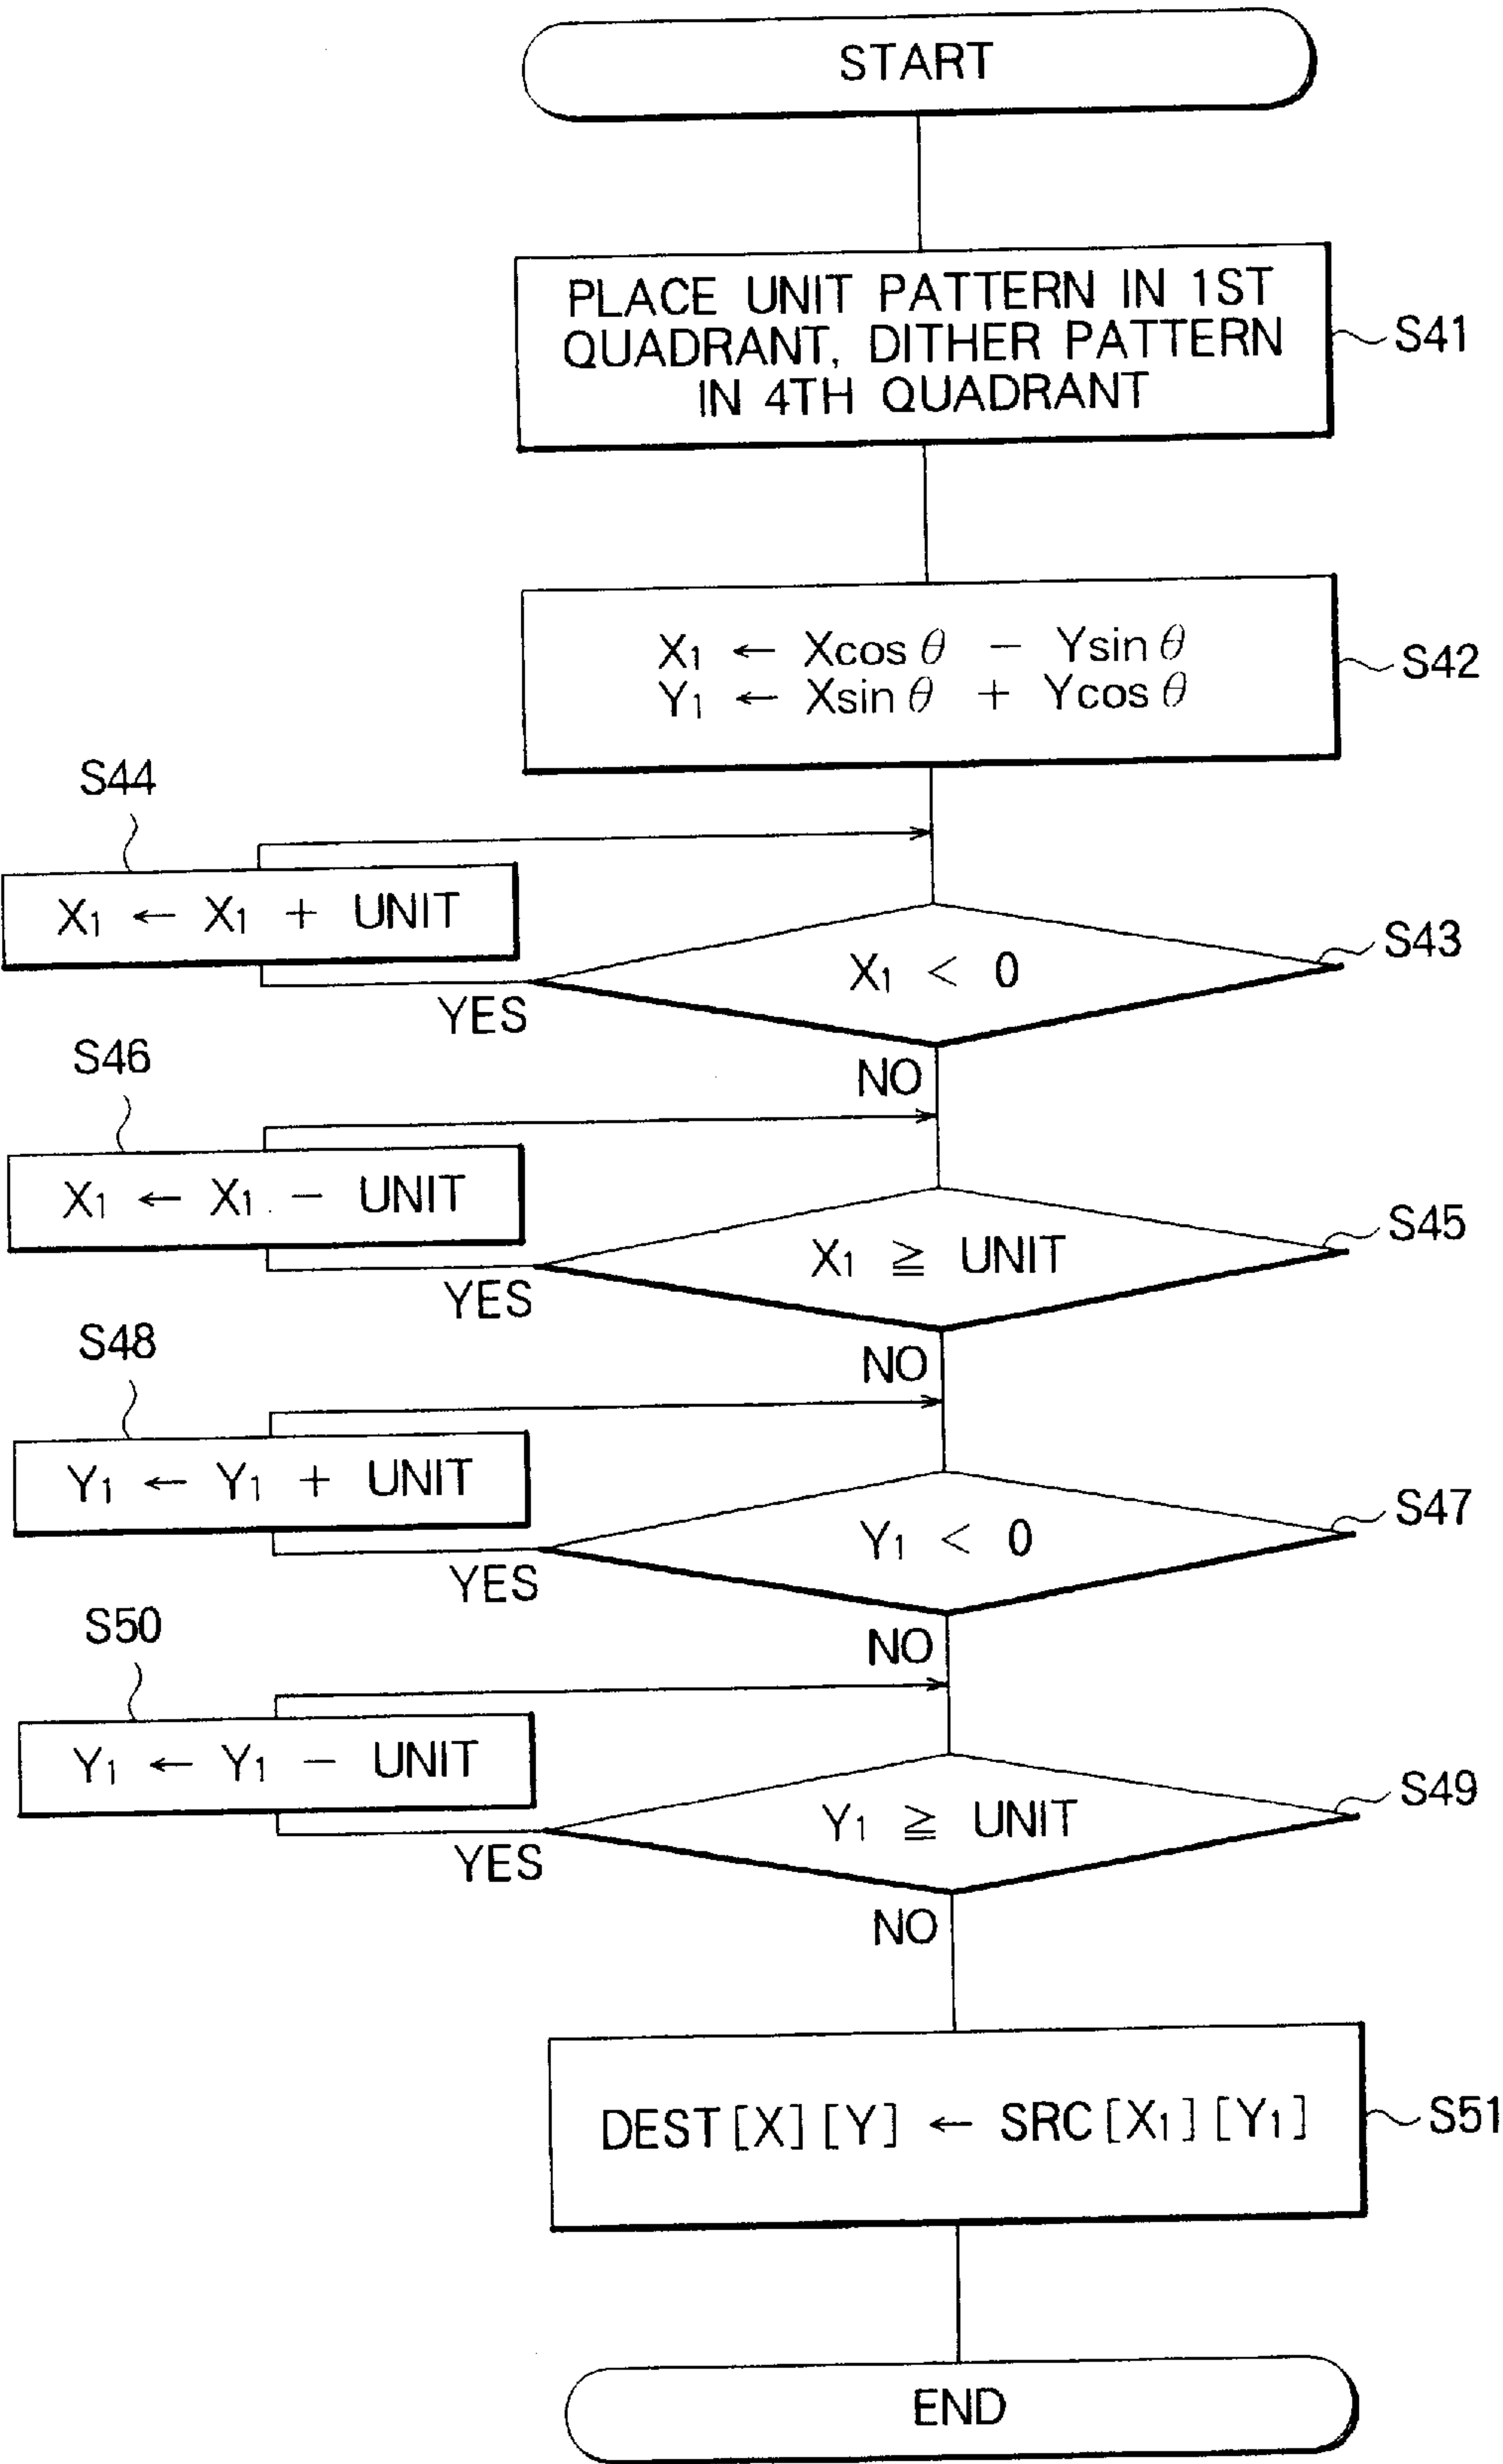 START
PLACE UNIT PATTERN IN 1ST
QUADRANT, DITHER PATTERN
IN 4TH QUADRANT
S41
X₁ ← Xcos θ − Ysin θ
Y₁ ← Xsin θ + Ycos θ
S42
S44
X₁ ← X₁ + UNIT
X₁ < 0
S43
YES
NO
S46
X₁ ← X₁ − UNIT
X₁ ≧ UNIT
S45
YES
NO
S48
Y₁ ← Y₁ + UNIT
Y₁ < 0
S47
YES
NO
S50
Y₁ ← Y₁ − UNIT
Y₁ ≧ UNIT
S49
YES
NO
DEST[X][Y] ← SRC[X₁][Y₁]
S51
END